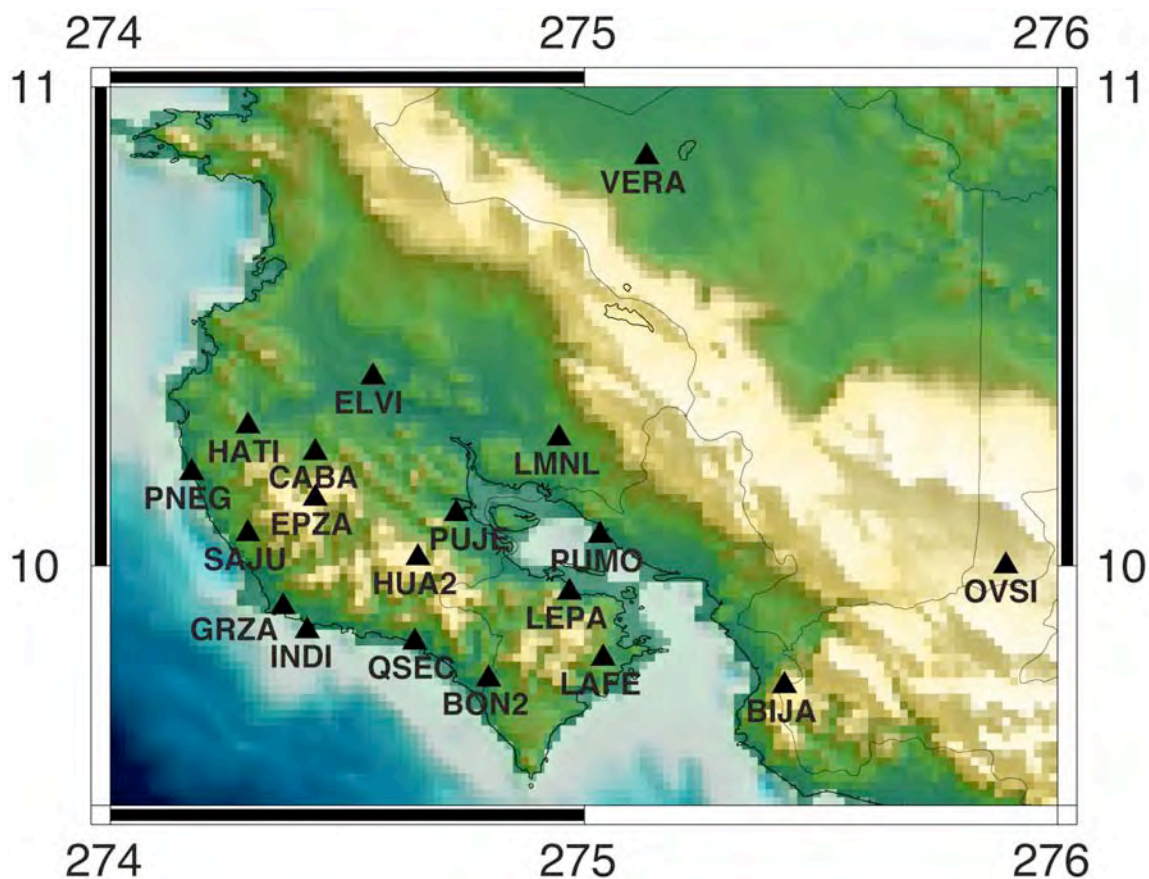 274 275 276
11 11
VERA
ELVI
HATI
LMNL
CABA
PNEG
EPZA
PUJE
SAJU
PUMO
10 10
HUA2
OVSI
LEPA
GRZA
INDI
QSEC
LAFE
BON2
BIJA
274 275 276